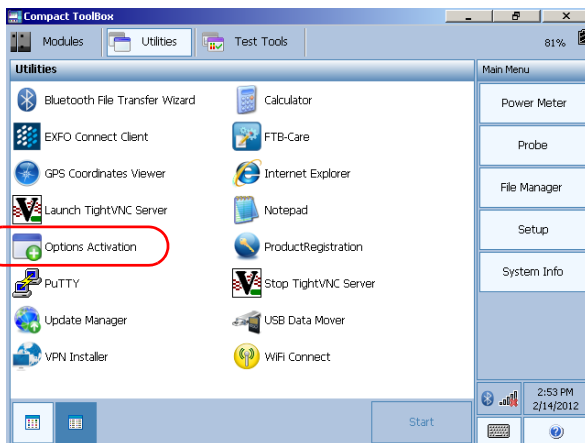 Compact ToolBox
Modules
Utilities
Test Tools
81%
Utilities
Bluetooth File Transfer Wizard
Calculator
EXFO Connect Client
FTB-Care
GPS Coordinates Viewer
Internet Explorer
Launch TightVNC Server
Notepad
Options Activation
ProductRegistration
PuTTY
Stop TightVNC Server
Update Manager
USB Data Mover
VPN Installer
WiFi Connect
Start
Main Menu
Power Meter
Probe
File Manager
Setup
System Info
2:53 PM
2/14/2012